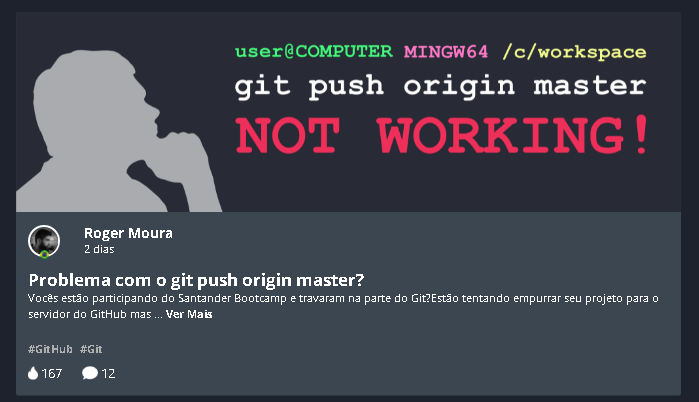 user@COMPUTER MINGW64 /c/workspace
git push origin master
NOT WORKING!
Roger Moura
2 dias
Problema com o git push origin master?
Vocês estão participando do Santander Bootcamp e travaram na parte do Git?Estão tentando empurrar seu projeto para o
servidor do GitHub mas ... Ver Mais
#GitHub #Git
167 12